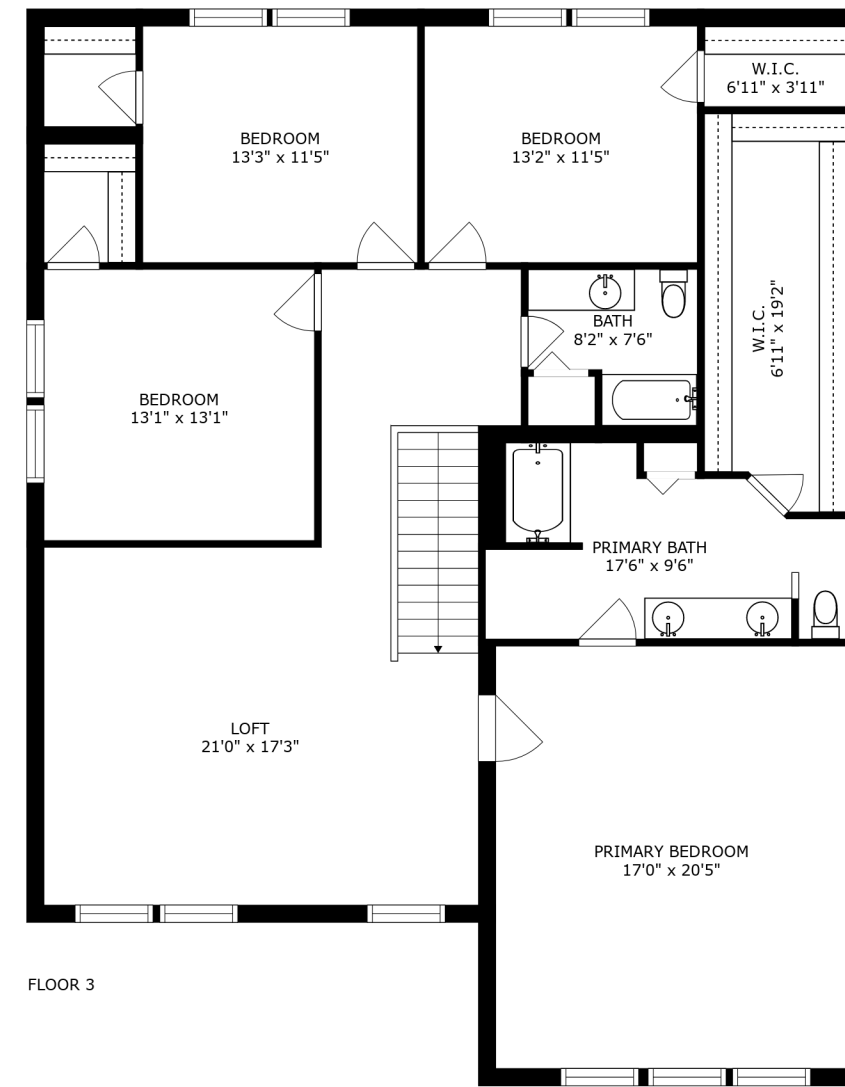 W.I.C.
6'11" x 3'11"
BEDROOM
13'3" x 11'5"
BEDROOM
13'2" x 11'5"
W.I.C.
6'11" x 19'2"
BATH
8'2" x 7'6"
BEDROOM
13'1" x 13'1"
PRIMARY BATH
17'6" x 9'6"
LOFT
21'0" x 17'3"
PRIMARY BEDROOM
17'0" x 20'5"
FLOOR 3